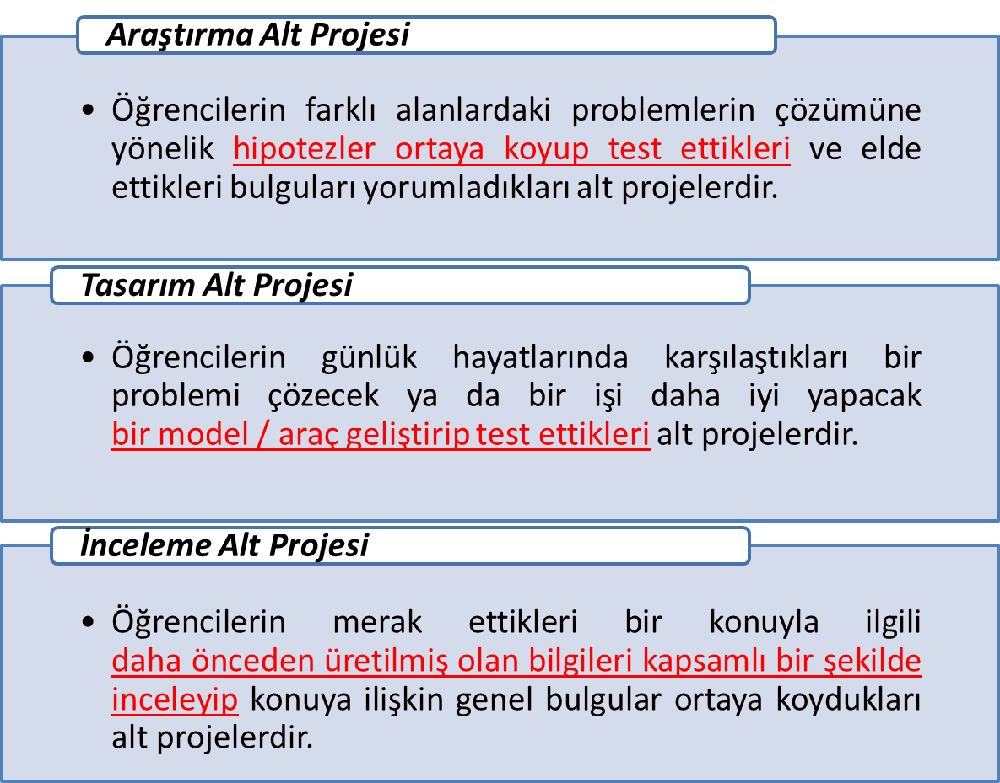 Araştırma Alt Projesi
• Öğrencilerin farklı alanlardaki problemlerin çözümüne
yönelik hipotezler ortaya koyup test ettikleri ve elde
ettikleri bulguları yorumladıkları alt projelerdir.
Tasarım Alt Projesi
• Öğrencilerin günlük hayatlarında karşılaştıkları bir
problemi çözecek ya da bir işi daha iyi yapacak
bir model / araç geliştirip test ettikleri alt projelerdir.
İnceleme Alt Projesi
• Öğrencilerin merak ettikleri bir konuyla ilgili
daha önceden üretilmiş olan bilgileri kapsamlı bir şekilde
inceleyip konuya ilişkin genel bulgular ortaya koydukları
alt projelerdir.